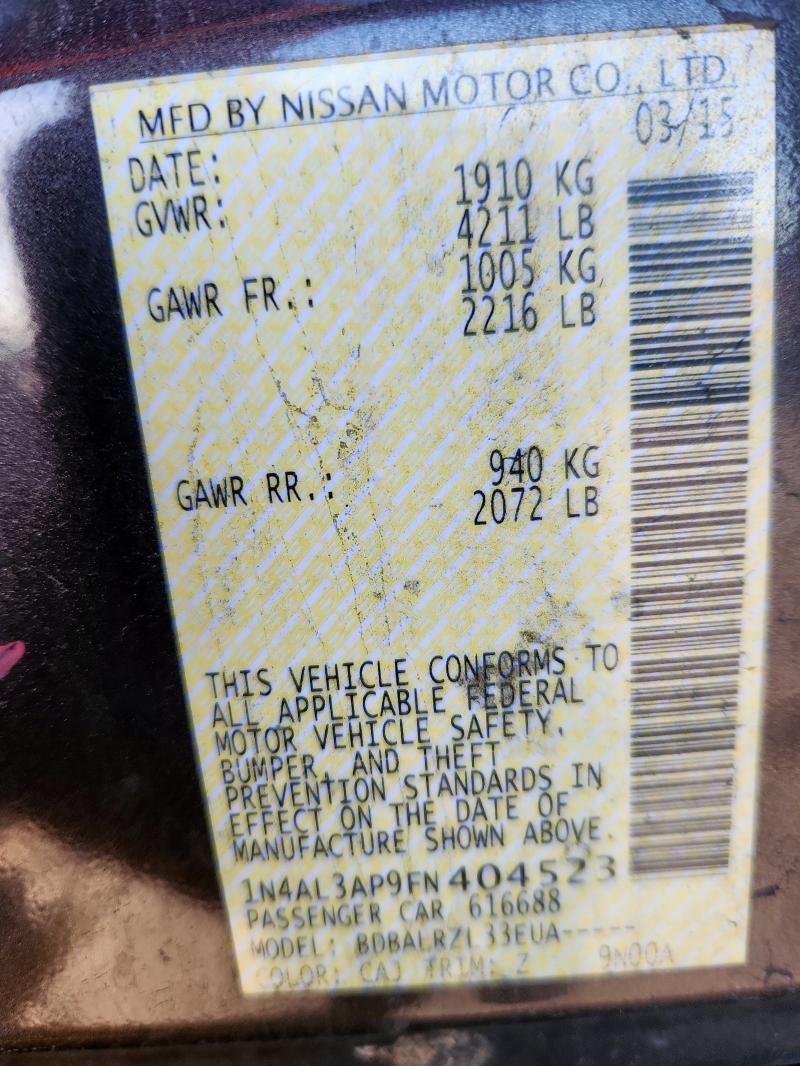 MFD BY NISSAN MOTOR CO., LTD.
DATE: 03/15
GVWR: 1910 KG
4211 LB
GAWR FR.: 1005 KG
2216 LB
GAWR RR.: 940 KG
2072 LB
THIS VEHICLE CONFORMS TO
ALL APPLICABLE FEDERAL
MOTOR VEHICLE SAFETY,
BUMPER, AND THEFT
PREVENTION STANDARDS IN
EFFECT ON THE DATE OF
MANUFACTURE SHOWN ABOVE.
1N4AL3AP9FN404523
PASSENGER CAR 616688
MODEL: BDBALRZL33EUA-----
COLOR: CAJ TRIM: Z 9N00A